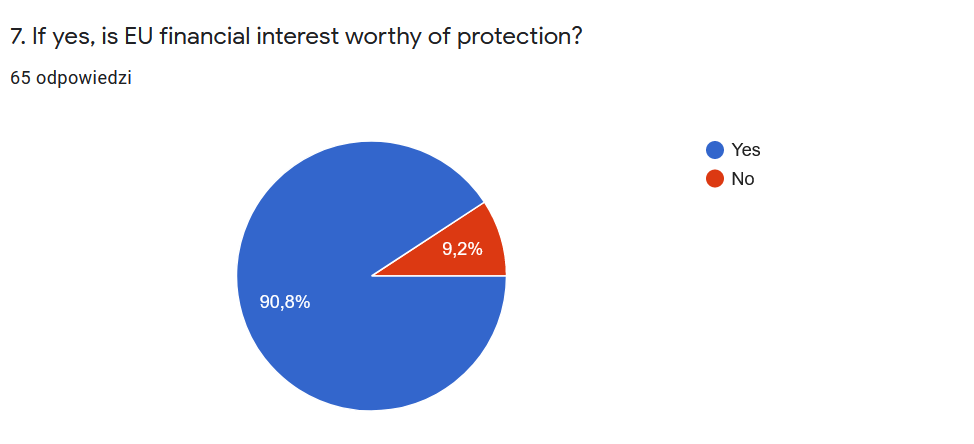 7. If yes, is EU financial interest worthy of protection?
65 odpowiedzi
Yes
No
9,2%
90,8%